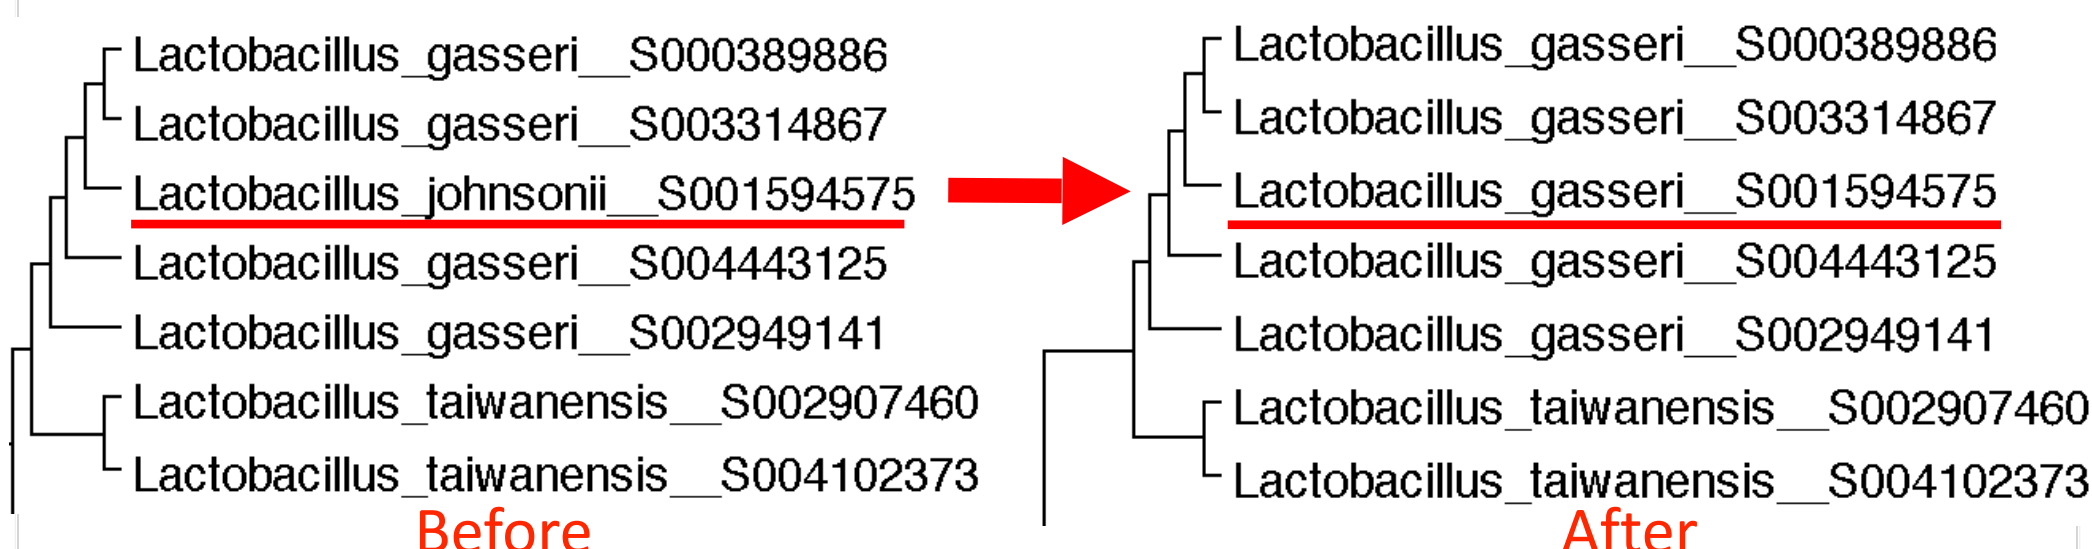 Lactobacillus_gasseri__S000389886
Lactobacillus_gasseri__S003314867
Lactobacillus_johnsonii__S001594575
Lactobacillus_gasseri__S004443125
Lactobacillus_gasseri__S002949141
Lactobacillus_taiwanensis__S002907460
Lactobacillus_taiwanensis__S004102373
Before
Lactobacillus_gasseri__S000389886
Lactobacillus_gasseri__S003314867
Lactobacillus_gasseri__S001594575
Lactobacillus_gasseri__S004443125
Lactobacillus_gasseri__S002949141
Lactobacillus_taiwanensis__S002907460
Lactobacillus_taiwanensis__S004102373
After